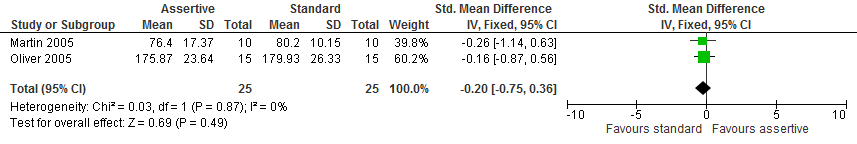 Assertive Standard Std. Mean Difference Std. Mean Difference
Study or Subgroup Mean SD Total Mean SD Total Weight IV, Fixed, 95% CI IV, Fixed, 95% CI
Martin 2005 76.4 17.37 10 80.2 10.15 10 39.8% -0.26 [-1.14, 0.63]
Oliver 2005 175.87 23.64 15 179.93 26.33 15 60.2% -0.16 [-0.87, 0.56]
Total (95% CI) 25 25 100.0% -0.20 [-0.75, 0.36]
Heterogeneity: Chi² = 0.03, df = 1 (P = 0.87); I² = 0%
Test for overall effect: Z = 0.69 (P = 0.49)
-10 -5 0 5 10
Favours standard Favours assertive